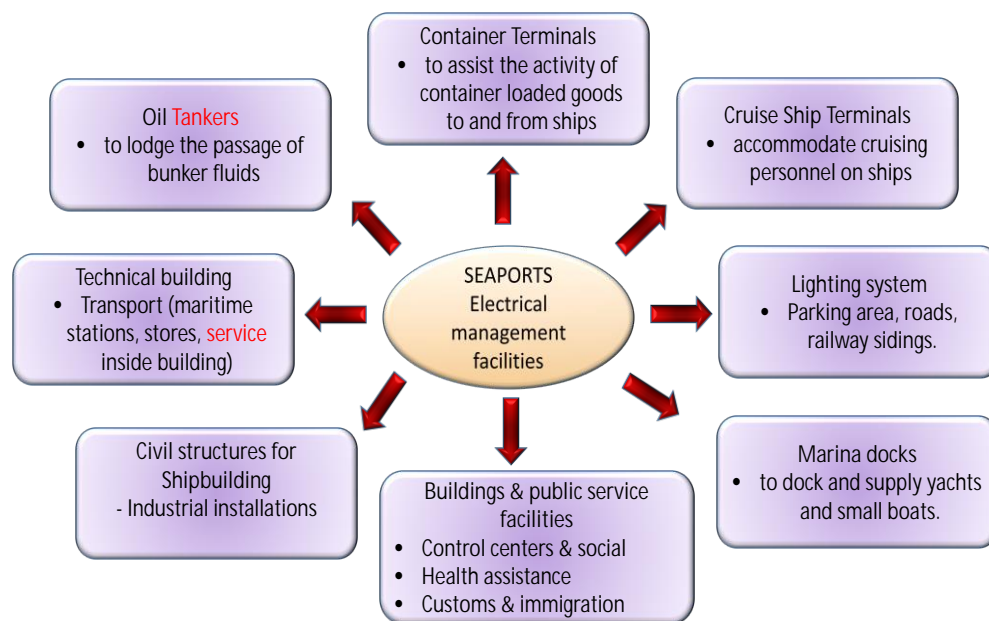 Container Terminals
• to assist the activity of
container loaded goods
to and from ships
Oil Tankers
• to lodge the passage of
bunker fluids
Cruise Ship Terminals
• accommodate cruising
personnel on ships
Technical building
• Transport (maritime
stations, stores, service
inside building)
SEAPORTS
Electrical
management
facilities
Lighting system
• Parking area, roads,
railway sidings.
Civil structures for
Shipbuilding
- Industrial installations
Buildings & public service
facilities
• Control centers & social
• Health assistance
• Customs & immigration
Marina docks
• to dock and supply yachts
and small boats.